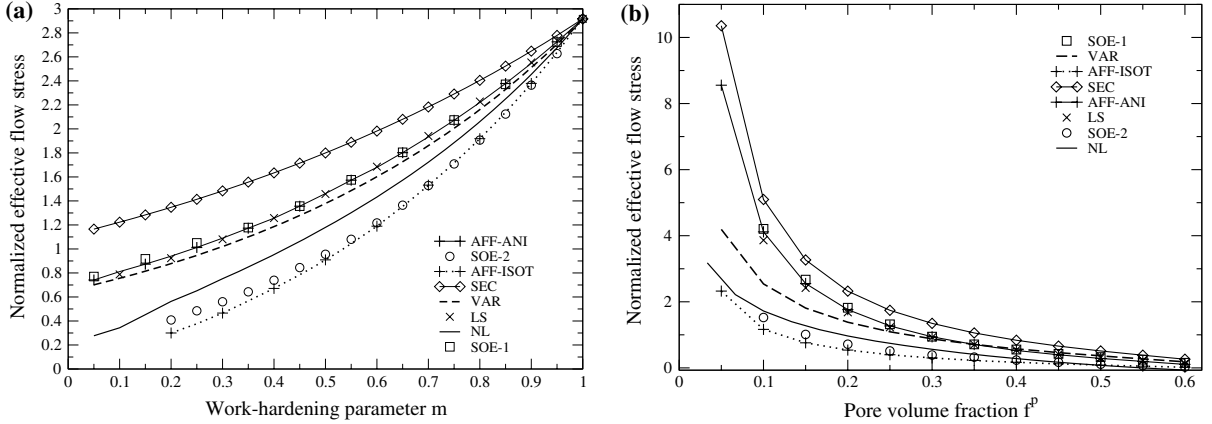 (a)
Normalized effective flow stress
3
2.8
2.6
2.4
2.2
2
1.8
1.6
1.4
1.2
1
0.8
0.6
0.4
0.2
0
AFF-ANI
SOE-2
AFF-ISOT
SEC
VAR
LS
NL
SOE-1
0 0.1 0.2 0.3 0.4 0.5 0.6 0.7 0.8 0.9 1
Work-hardening parameter m
(b)
Normalized effective flow stress
10
8
6
4
2
0
SOE-1
VAR
AFF-ISOT
SEC
AFF-ANI
LS
SOE-2
NL
0 0.1 0.2 0.3 0.4 0.5 0.6
Pore volume fraction f^p